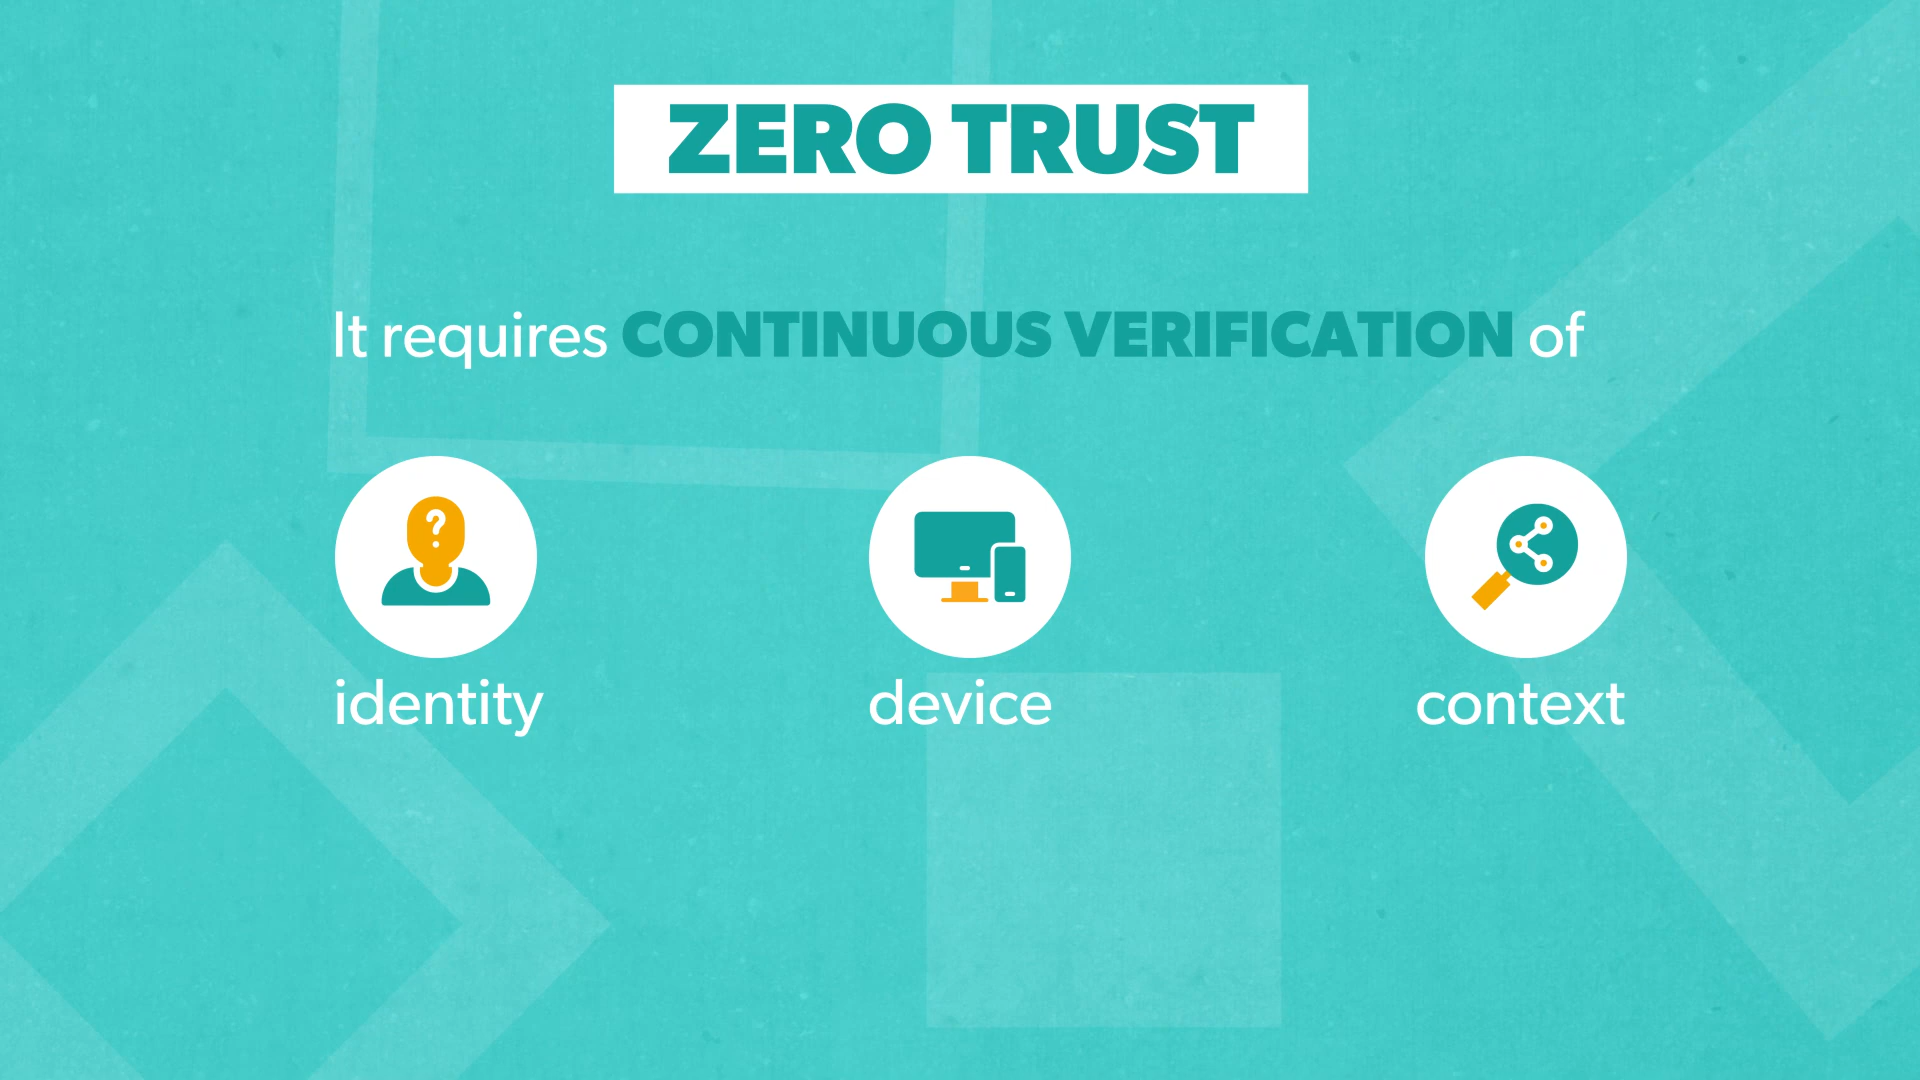 ZERO TRUST
It requires CONTINUOUS VERIFICATION of
identity
device
context